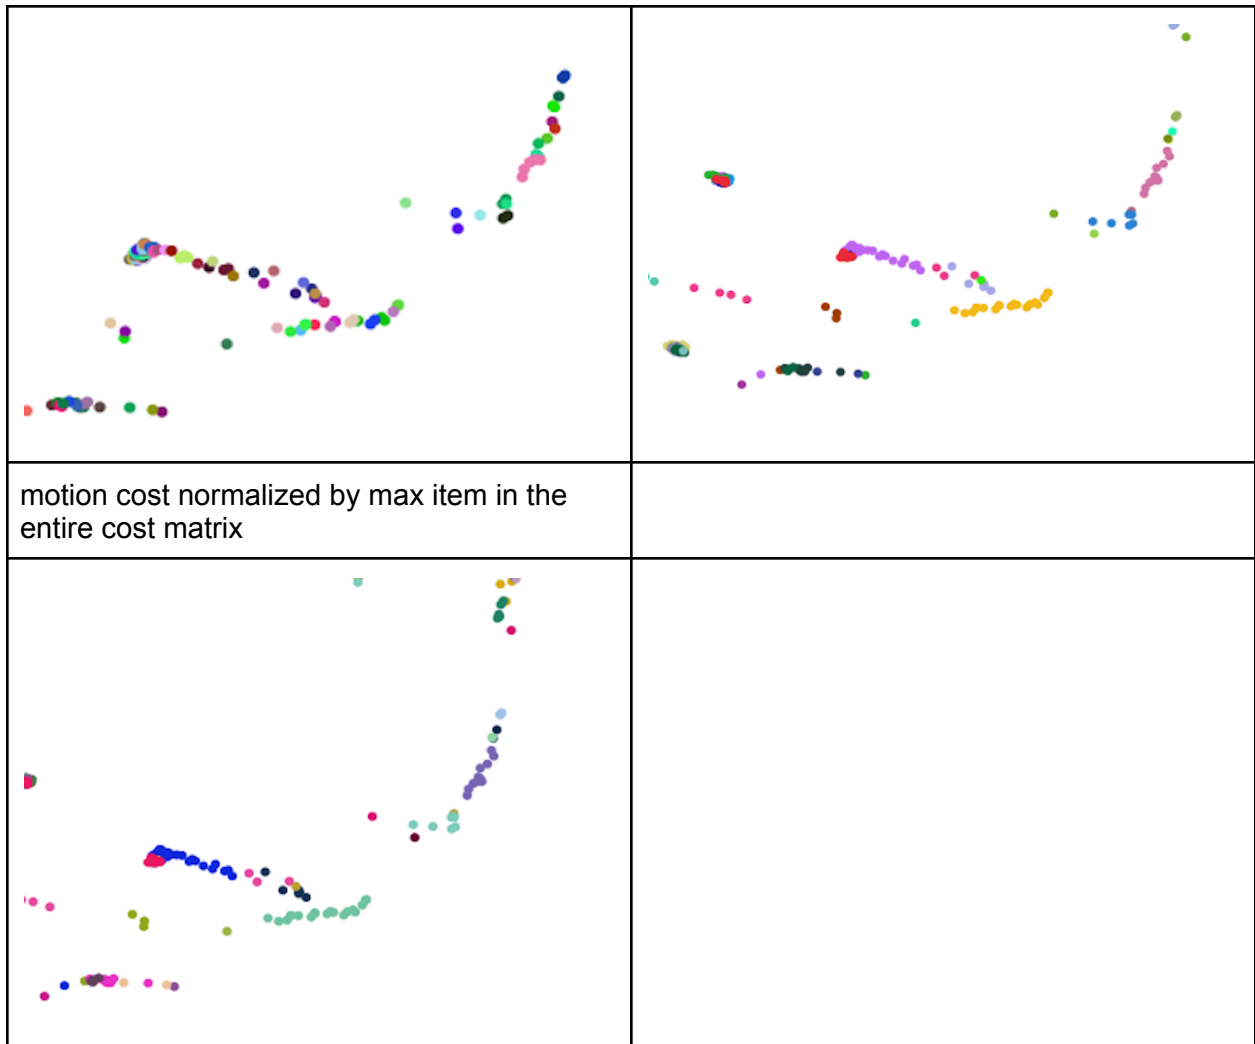 motion cost normalized by max item in the
entire cost matrix